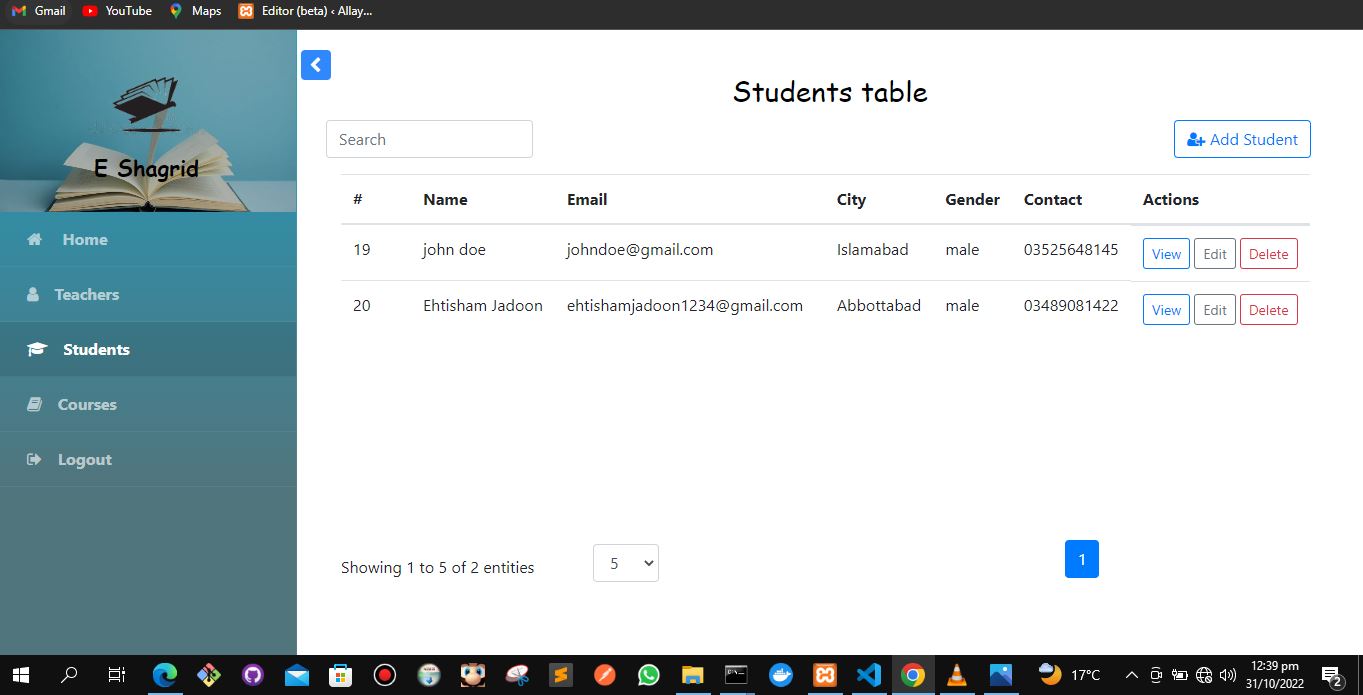 Gmail YouTube Maps Editor (beta) ‹ Allay...
E Shagrid
Home
Teachers
Students
Courses
Logout
Students table
Search
Add Student
# Name Email City Gender Contact Actions
19 john doe johndoe@gmail.com Islamabad male 03525648145 View Edit Delete
20 Ehtisham Jadoon ehtishamjadoon1234@gmail.com Abbottabad male 03489081422 View Edit Delete
Showing 1 to 5 of 2 entities 5 1
17°C
12:39 pm
31/10/2022
2